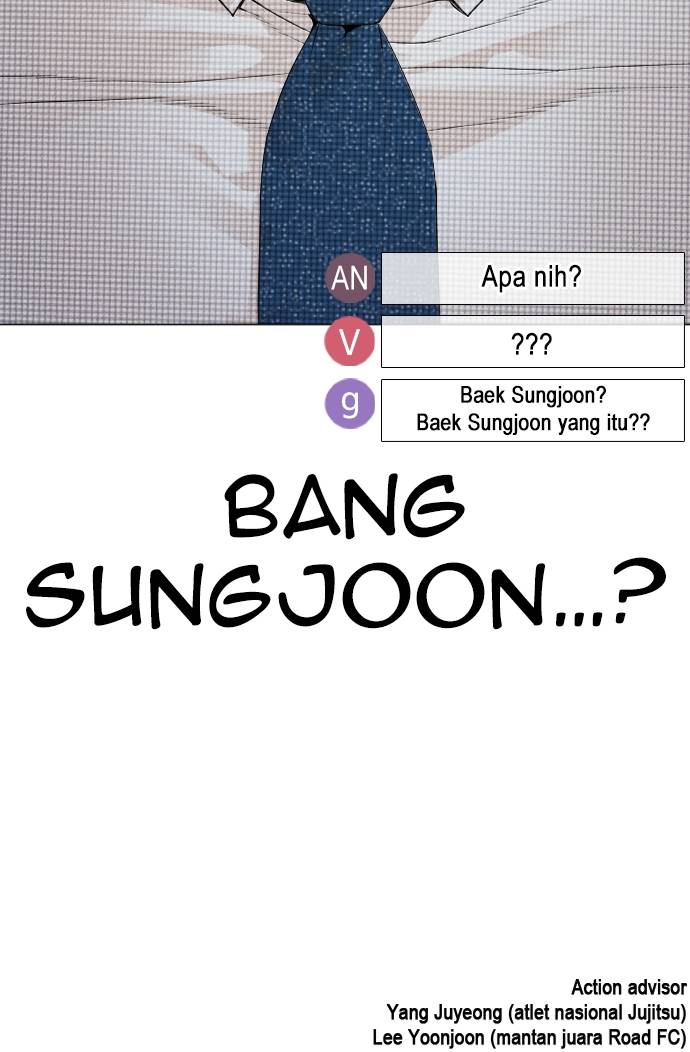 AN
Apa nih?
V
???
g
Baek Sungjoon?
Baek Sungjoon yang itu??
BANG
SUNGJOON...?
Action advisor
Yang Juyeong (atlet nasional Jujitsu)
Lee Yoonjoon (mantan juara Road FC)